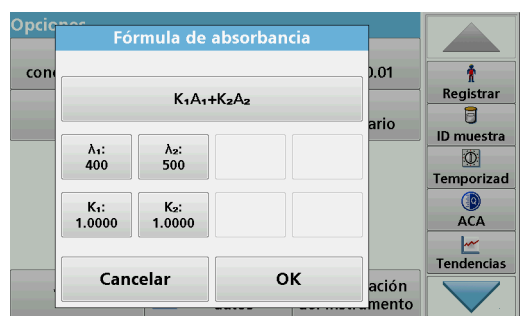 Opciones
Fórmula de absorbancia
K₁A₁+K₂A₂
λ₁:
400
λ₂:
500
K₁:
1.0000
K₂:
1.0000
Cancelar
OK
Registrar
ID muestra
Temporizad
ACA
Tendencias